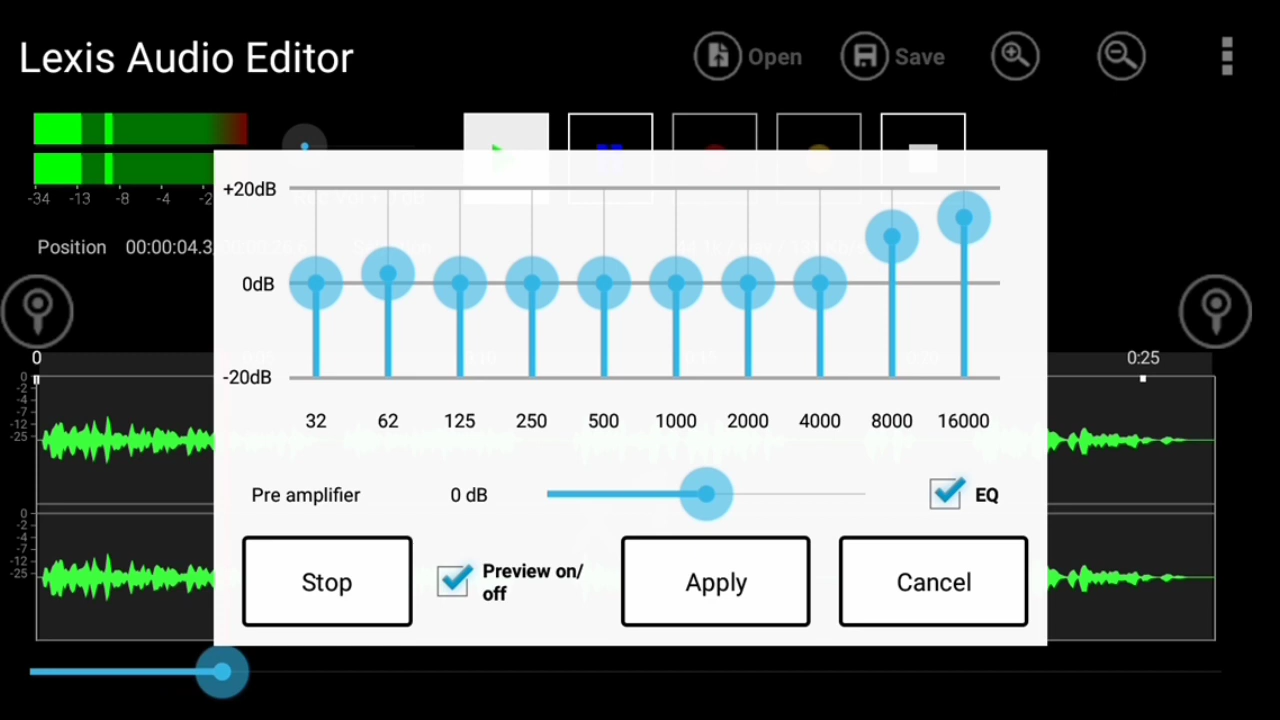 Lexis Audio Editor
Open
Save
-34 -13 -8 -4 -2
Position 00:00:04.3
+20dB
0dB
-20dB
32 62 125 250 500 1000 2000 4000 8000 16000
0
0:25
0
-2
-4
-7
-12
-25
0
-2
-4
-7
-12
-25
Pre amplifier 0 dB
EQ
Stop
Preview on/
off
Apply
Cancel